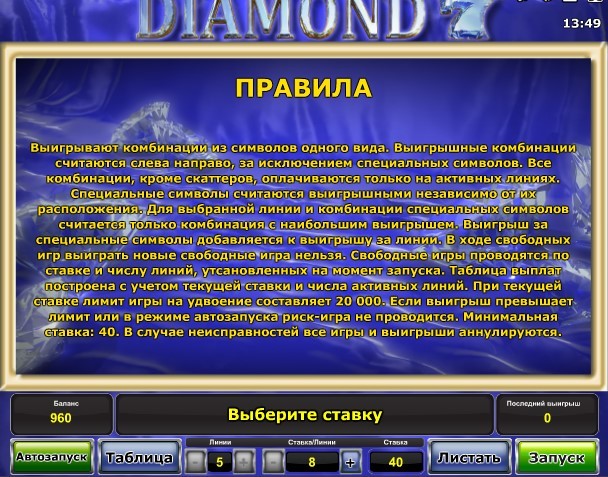 DIAMOND 7
13:49
ПРАВИЛА
Выигрывают комбинации из символов одного вида. Выигрышные комбинации
считаются слева направо, за исключением специальных символов. Все
комбинации, кроме скаттеров, оплачиваются только на активных линиях.
Специальные символы считаются выигрышными независимо от их
расположения. Для выбранной линии и комбинации специальных символов
считается только комбинация с наибольшим выигрышем. Выигрыш за
специальные символы добавляется к выигрышу за линии. В ходе свободных
игр выиграть новые свободные игра нельзя. Свободные игры проводятся по
ставке и числу линий, утсановленных на момент запуска. Таблица выплат
построена с учетом текущей ставки и числа активных линий. При текущей
ставке лимит игры на удвоение составляет 20 000. Если выигрыш превышает
лимит или в режиме автозапуска риск-игра не проводится. Минимальная
ставка: 40. В случае неисправностей все игры и выигрыши аннулируются.
Баланс
960
Выберите ставку
Последний выигрыш
0
Автозапуск
Таблица
Линии
- 5 +
Ставка/Линии
- 8 +
Ставка
40
Листать
Запуск